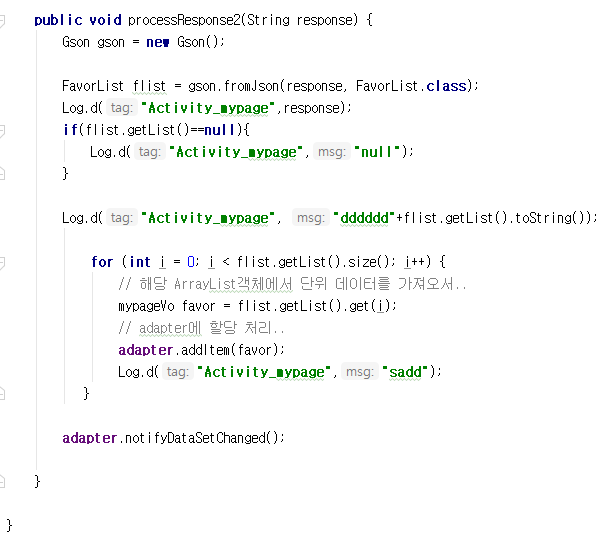 public void processResponse2(String response) {
Gson gson = new Gson();
FavorList flist = gson.fromJson(response, FavorList.class);
Log.d( tag: "Activity_mypage",response);
if(flist.getList()==null){
Log.d( tag: "Activity_mypage", msg: "null");
}
Log.d( tag: "Activity_mypage", msg: "dddddd"+flist.getList().toString());
for (int i = 0; i < flist.getList().size(); i++) {
// 해당 ArrayList객체에서 단위 데이터를 가져오서..
mypageVo favor = flist.getList().get(i);
// adapter에 할당 처리..
adapter.addItem(favor);
Log.d( tag: "Activity_mypage", msg: "sadd");
}
adapter.notifyDataSetChanged();
}
}